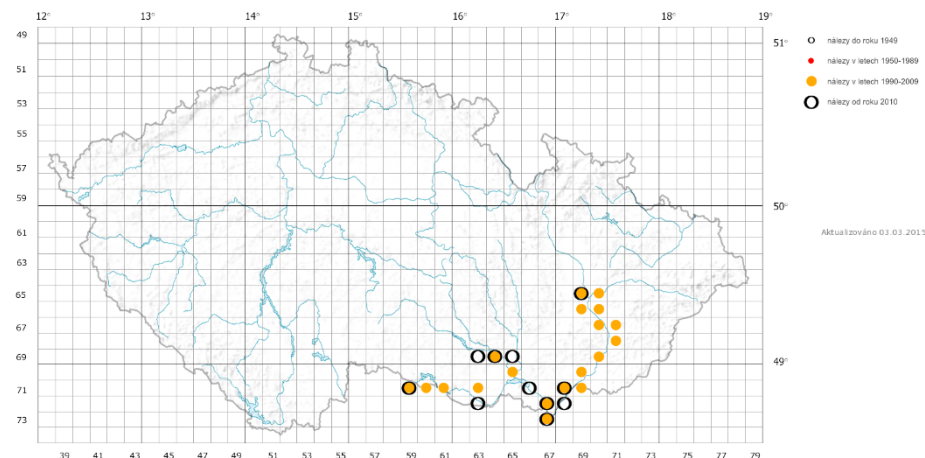 12° 13° 14° 15° 16° 17° 18° 19°
49
51
53
55
57
59
61
63
65
67
69
71
73
51°
50°
49°
39 41 43 45 47 49 51 53 55 57 59 61 63 65 67 69 71 73 75 77 79
nálezy do roku 1949
nálezy v letech 1950-1989
nálezy v letech 1990-2009
nálezy od roku 2010
Aktualizováno 03.03.2015